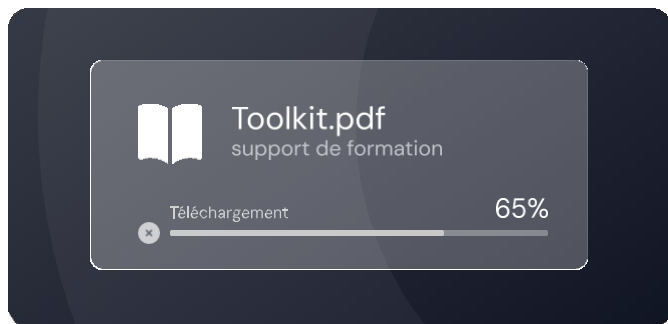 Toolkit.pdf
support de formation
Téléchargement
65%